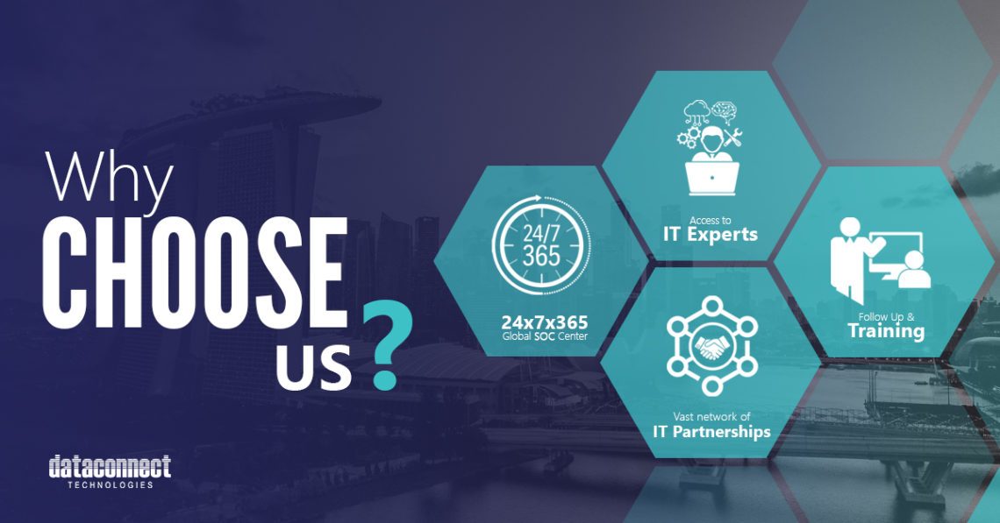 Why
CHOOSE
US?
24/7
365
24x7x365
Global SOC Center
Access to
IT Experts
Vast network of
IT Partnerships
Follow Up &
Training
dataconnect
TECHNOLOGIES